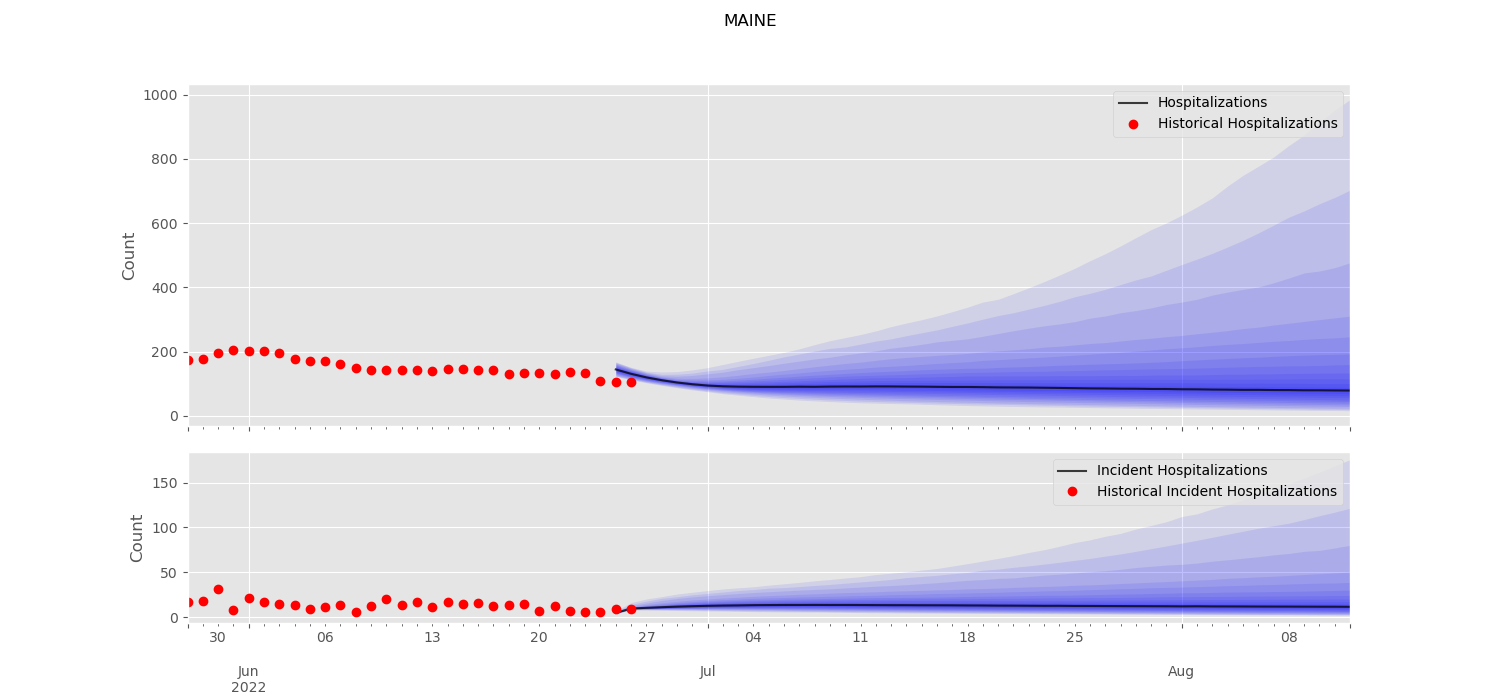 MAINE
1000
800
600
400
200
0
Count
Hospitalizations
Historical Hospitalizations
150
100
50
0
Count
Incident Hospitalizations
Historical Incident Hospitalizations
30 06 13 20 27 04 11 18 25 08
Jun Jul Aug
2022